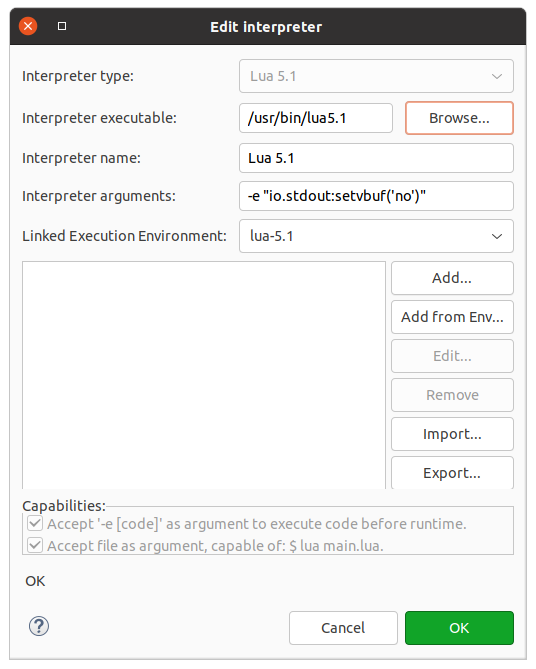 Edit interpreter
Interpreter type: Lua 5.1
Interpreter executable: /usr/bin/lua5.1 Browse...
Interpreter name: Lua 5.1
Interpreter arguments: -e "io.stdout:setvbuf('no')"
Linked Execution Environment: lua-5.1
Add...
Add from Env...
Edit...
Remove
Import...
Export...
Capabilities:
Accept '-e [code]' as argument to execute code before runtime.
Accept file as argument, capable of: $ lua main.lua.
OK
? Cancel OK